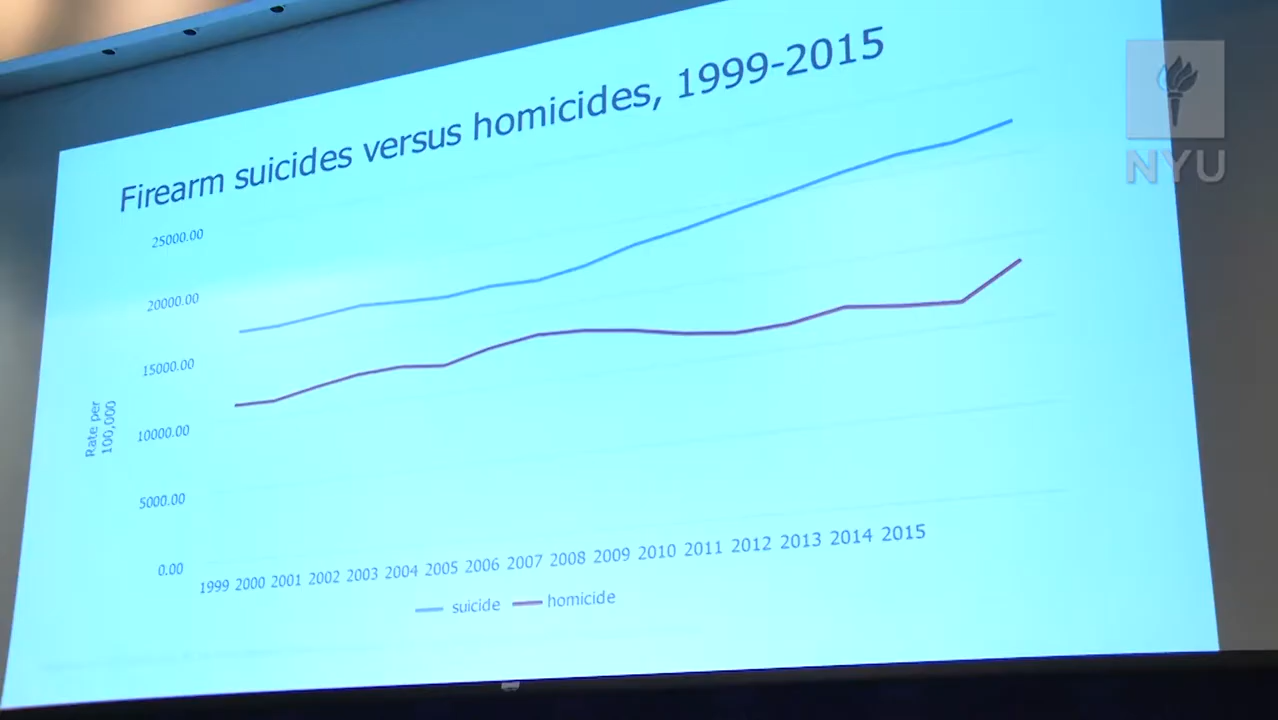 Firearm suicides versus homicides, 1999-2015
NYU
25000.00
20000.00
15000.00
10000.00
5000.00
0.00
Rate per
100,000
1999 2000 2001 2002 2003 2004 2005 2006 2007 2008 2009 2010 2011 2012 2013 2014 2015
suicide homicide